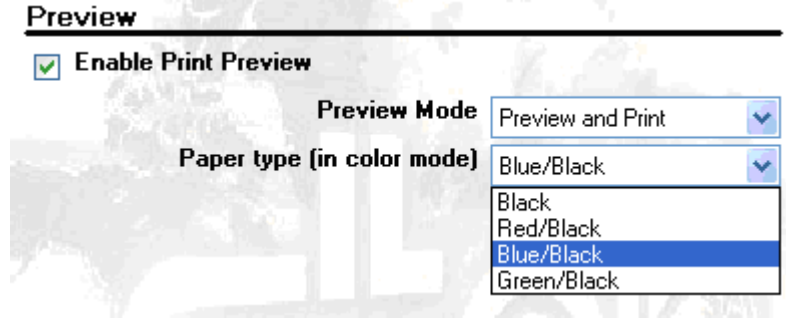 Preview
Enable Print Preview
Preview Mode Preview and Print
Paper type (in color mode) Blue/Black
Black
Red/Black
Blue/Black
Green/Black